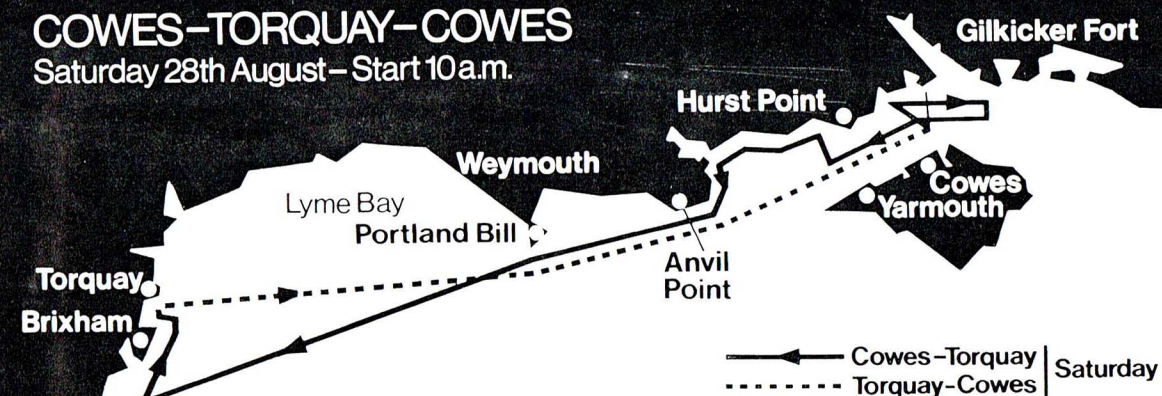 COWES–TORQUAY–COWES
Saturday 28th August – Start 10 a.m.
Gilkicker Fort
Hurst Point
Weymouth
Lyme Bay
Portland Bill
Cowes
Yarmouth
Anvil
Point
Torquay
Brixham
Cowes–Torquay
Torquay–Cowes
Saturday